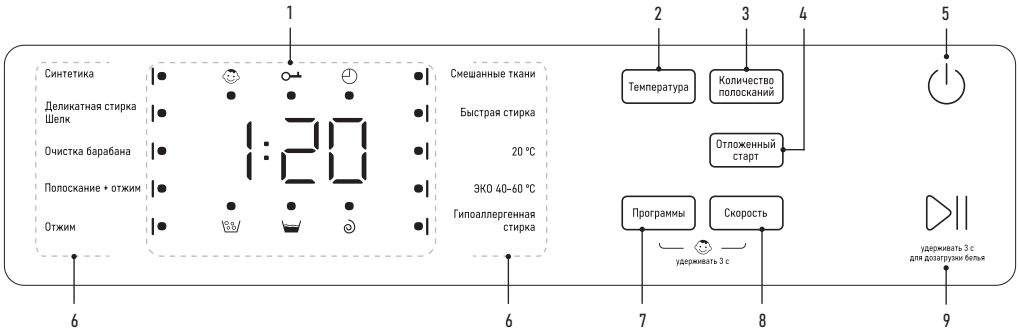 1
2
3
4
5
Синтетика
Деликатная стирка
Шелк
Очистка барабана
Полоскание + отжим
Отжим
1:20
Смешанные ткани
Быстрая стирка
20 °C
ЭКО 40-60 °C
Гипоаллергенная
стирка
Температура
Количество
полосканий
Отложенный
старт
Программы
Скорость
удерживать 3 с
удерживать 3 с
для дозагрузки белья
6
6
7
8
9